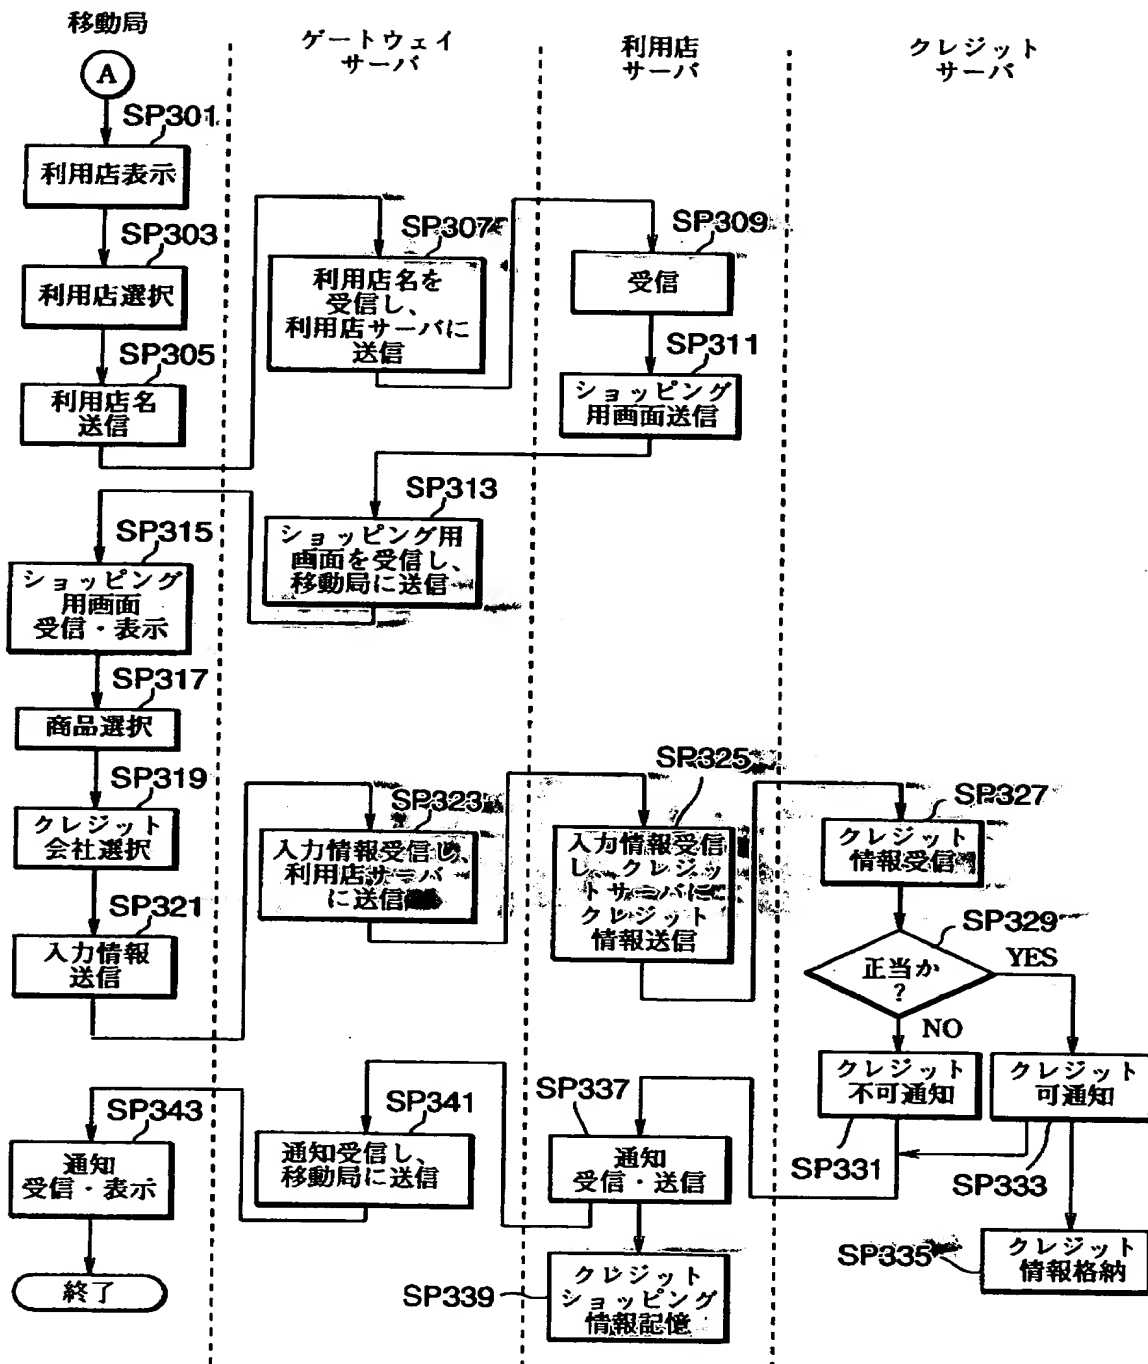 移動局
ゲートウェイ
サーバ
利用店
サーバ
クレジット
サーバ
A
SP301
利用店表示
SP303
利用店選択
SP305
利用店名
送信
SP307
利用店名を
受信し、
利用店サーバに
送信
SP309
受信
SP311
ショッピング
用画面送信
SP313
ショッピング用
画面を受信し、
移動局に送信
SP315
ショッピング
用画面
受信・表示
SP317
商品選択
SP319
クレジット
会社選択
SP321
入力情報
送信
SP323
入力情報受信し、
利用店サーバ
に送信
SP325
入力情報受信
し、クレジッ
トサーバに
クレジット
情報送信
SP327
クレジット
情報受信
SP329
正当か
?
YES
NO
クレジット
不可通知
SP331
クレジット
可通知
SP333
SP335
クレジット
情報格納
SP337
通知
受信・送信
SP339
クレジット
ショッピング
情報記憶
SP341
通知受信し、
移動局に送信
SP343
通知
受信・表示
終了